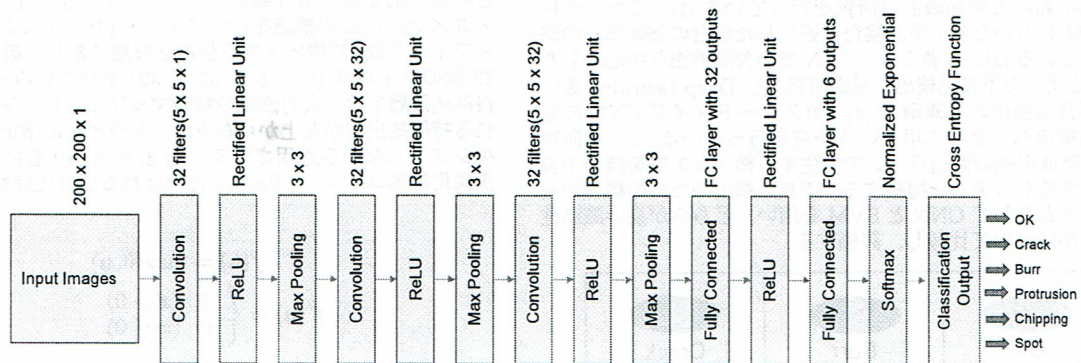 200 x 200 x 1
32 filters(5 x 5 x 1)
Rectified Linear Unit
3 x 3
32 filters(5 x 5 x 32)
Rectified Linear Unit
3 x 3
32 filters(5 x 5 x 32)
Rectified Linear Unit
3 x 3
FC layer with 32 outputs
Rectified Linear Unit
FC layer with 6 outputs
Normalized Exponential
Cross Entropy Function
Input Images
Convolution
ReLU
Max Pooling
Convolution
ReLU
Max Pooling
Convolution
ReLU
Max Pooling
Fully Connected
ReLU
Fully Connected
Softmax
Classification
Output
OK
Crack
Burr
Protrusion
Chipping
Spot